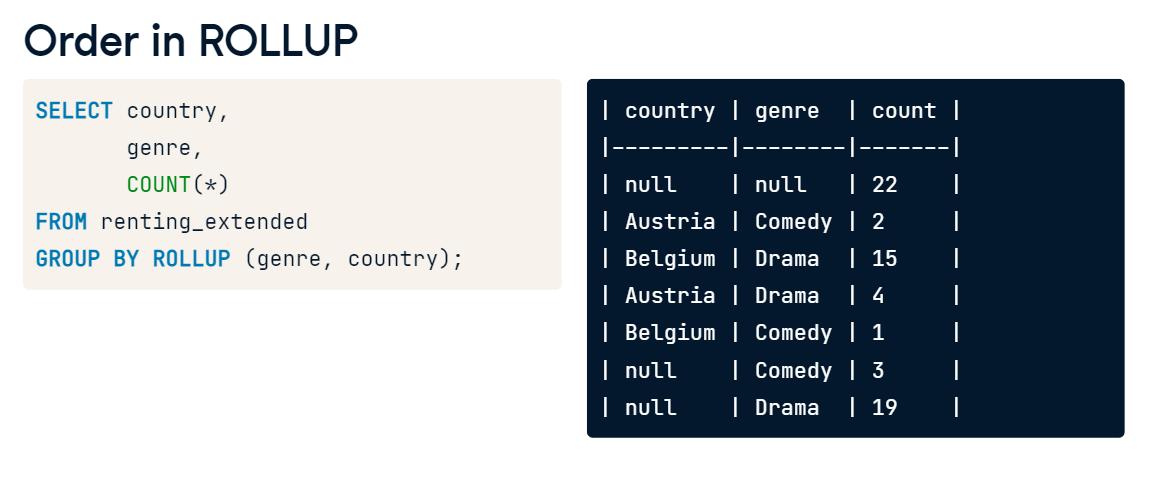 Order in ROLLUP
SELECT country,
       genre,
       COUNT(*)
FROM renting_extended
GROUP BY ROLLUP (genre, country);
| country | genre  | count |
|---------|--------|-------|
| null    | null   | 22    |
| Austria | Comedy | 2     |
| Belgium | Drama  | 15    |
| Austria | Drama  | 4     |
| Belgium | Comedy | 1     |
| null    | Comedy | 3     |
| null    | Drama  | 19    |